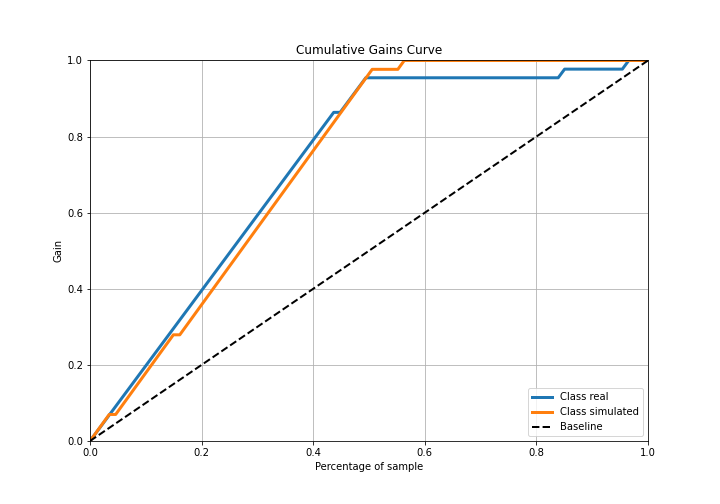 Cumulative Gains Curve
1.0
0.8
0.6
0.4
0.2
0.0
Gain
0.0 0.2 0.4 0.6 0.8 1.0
Percentage of sample
Class real
Class simulated
Baseline